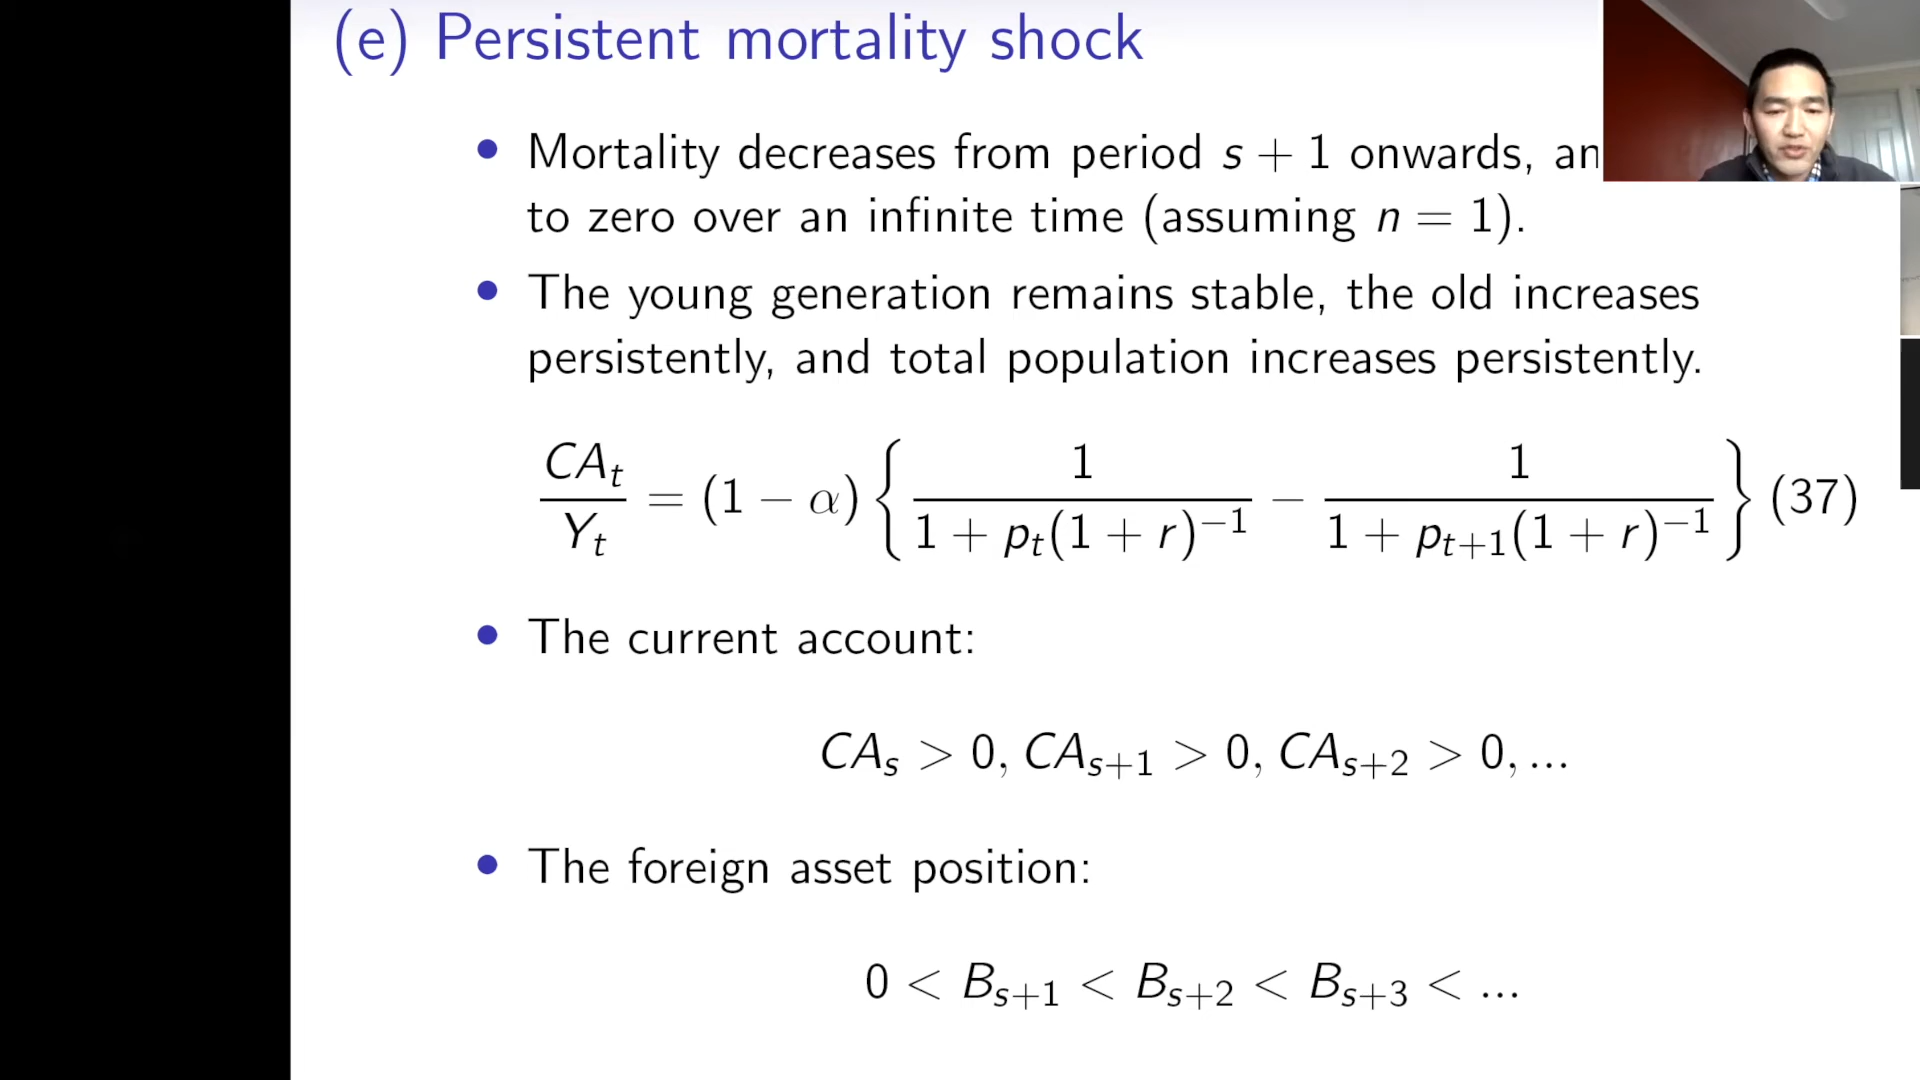 (e) Persistent mortality shock
• Mortality decreases from period s + 1 onwards,
to zero over an infinite time (assuming n = 1).
• The young generation remains stable, the old increases
persistently, and total population increases persistently.
CA_t / Y_t = (1 − α) { 1 / (1 + p_t(1 + r)^−1) − 1 / (1 + p_{t+1}(1 + r)^−1) } (37)
• The current account:
CA_s > 0, CA_{s+1} > 0, CA_{s+2} > 0, ...
• The foreign asset position:
0 < B_{s+1} < B_{s+2} < B_{s+3} < ...